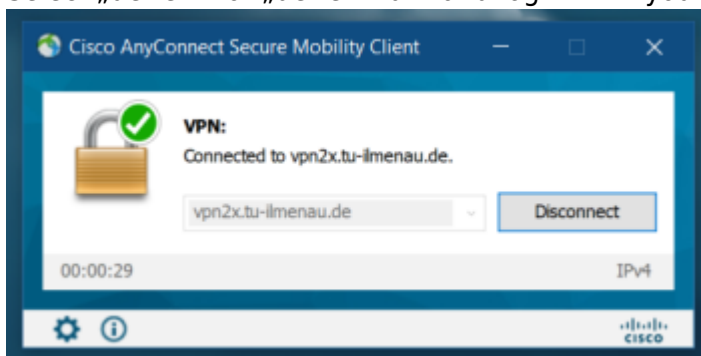 Cisco AnyConnect Secure Mobility Client
VPN:
Connected to vpn2x.tu-ilmenau.de.
vpn2x.tu-ilmenau.de
Disconnect
00:00:29
IPv4
cisco